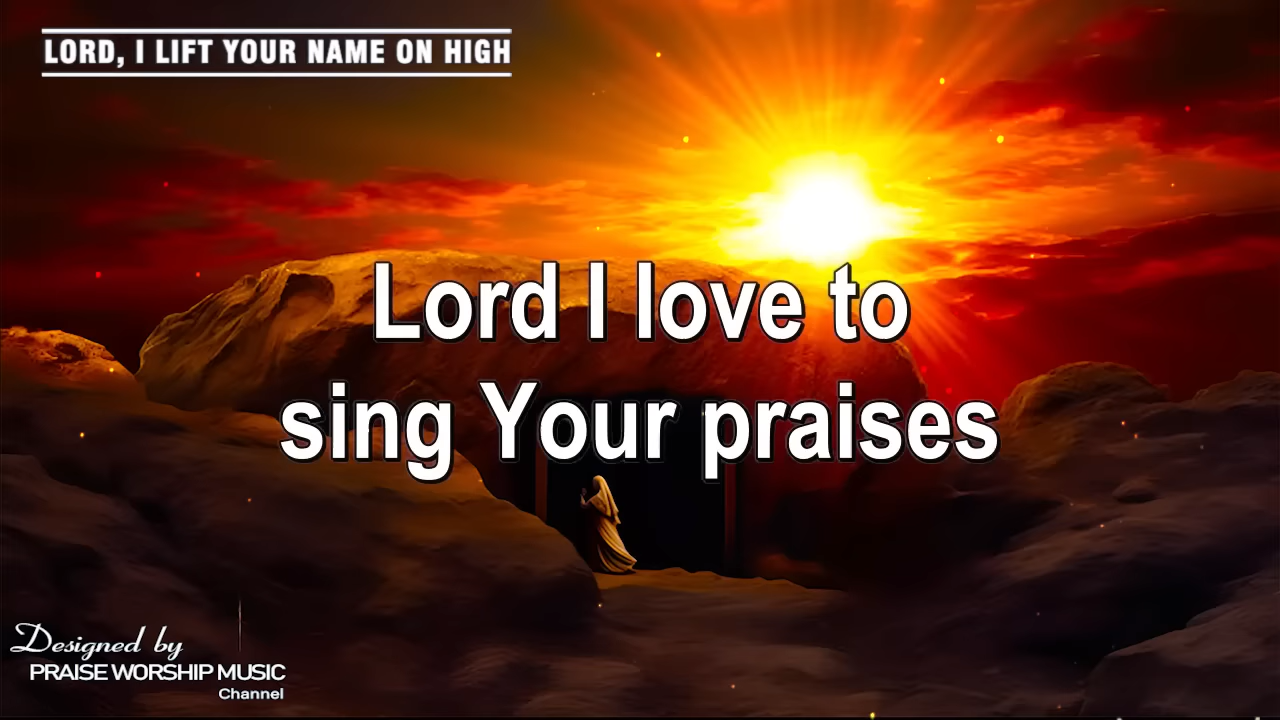 LORD, I LIFT YOUR NAME ON HIGH
Lord I love to
sing Your praises
Designed by
PRAISE WORSHIP MUSIC
Channel